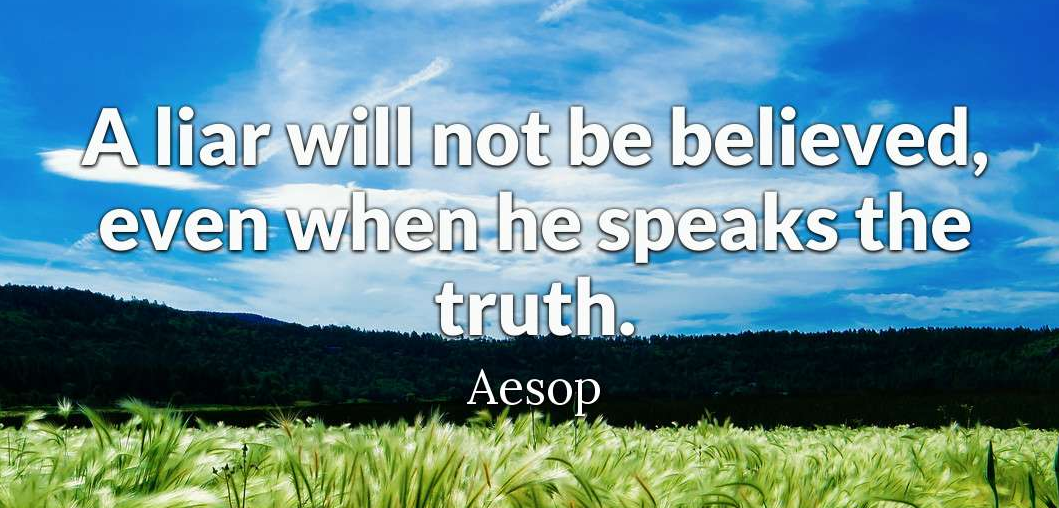 A liar will not be believed,
even when he speaks the
truth.
Aesop